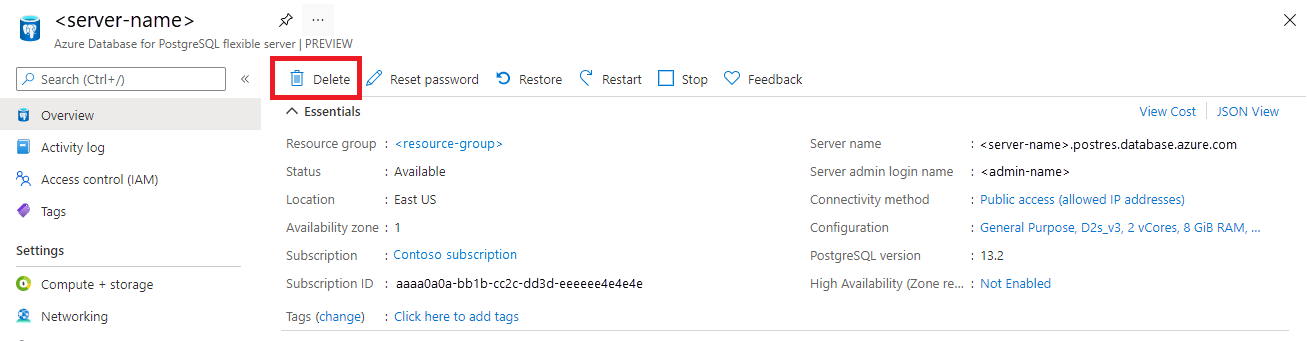 <server-name>
...
Azure Database for PostgreSQL flexible server | PREVIEW
Search (Ctrl+/)
«
Overview
Activity log
Access control (IAM)
Tags
Settings
Compute + storage
Networking
Delete
Reset password
Restore
Restart
Stop
Feedback
Essentials
View Cost
JSON View
Resource group : <resource-group>
Status : Available
Location : East US
Availability zone : 1
Subscription : Contoso subscription
Subscription ID : aaaa0a0a-bb1b-cc2c-dd3d-eeeeee4e4e4e
Tags (change) : Click here to add tags
Server name : <server-name>.postres.database.azure.com
Server admin login name : <admin-name>
Connectivity method : Public access (allowed IP addresses)
Configuration : General Purpose, D2s_v3, 2 vCores, 8 GiB RAM, ...
PostgreSQL version : 13.2
High Availability (Zone re... : Not Enabled